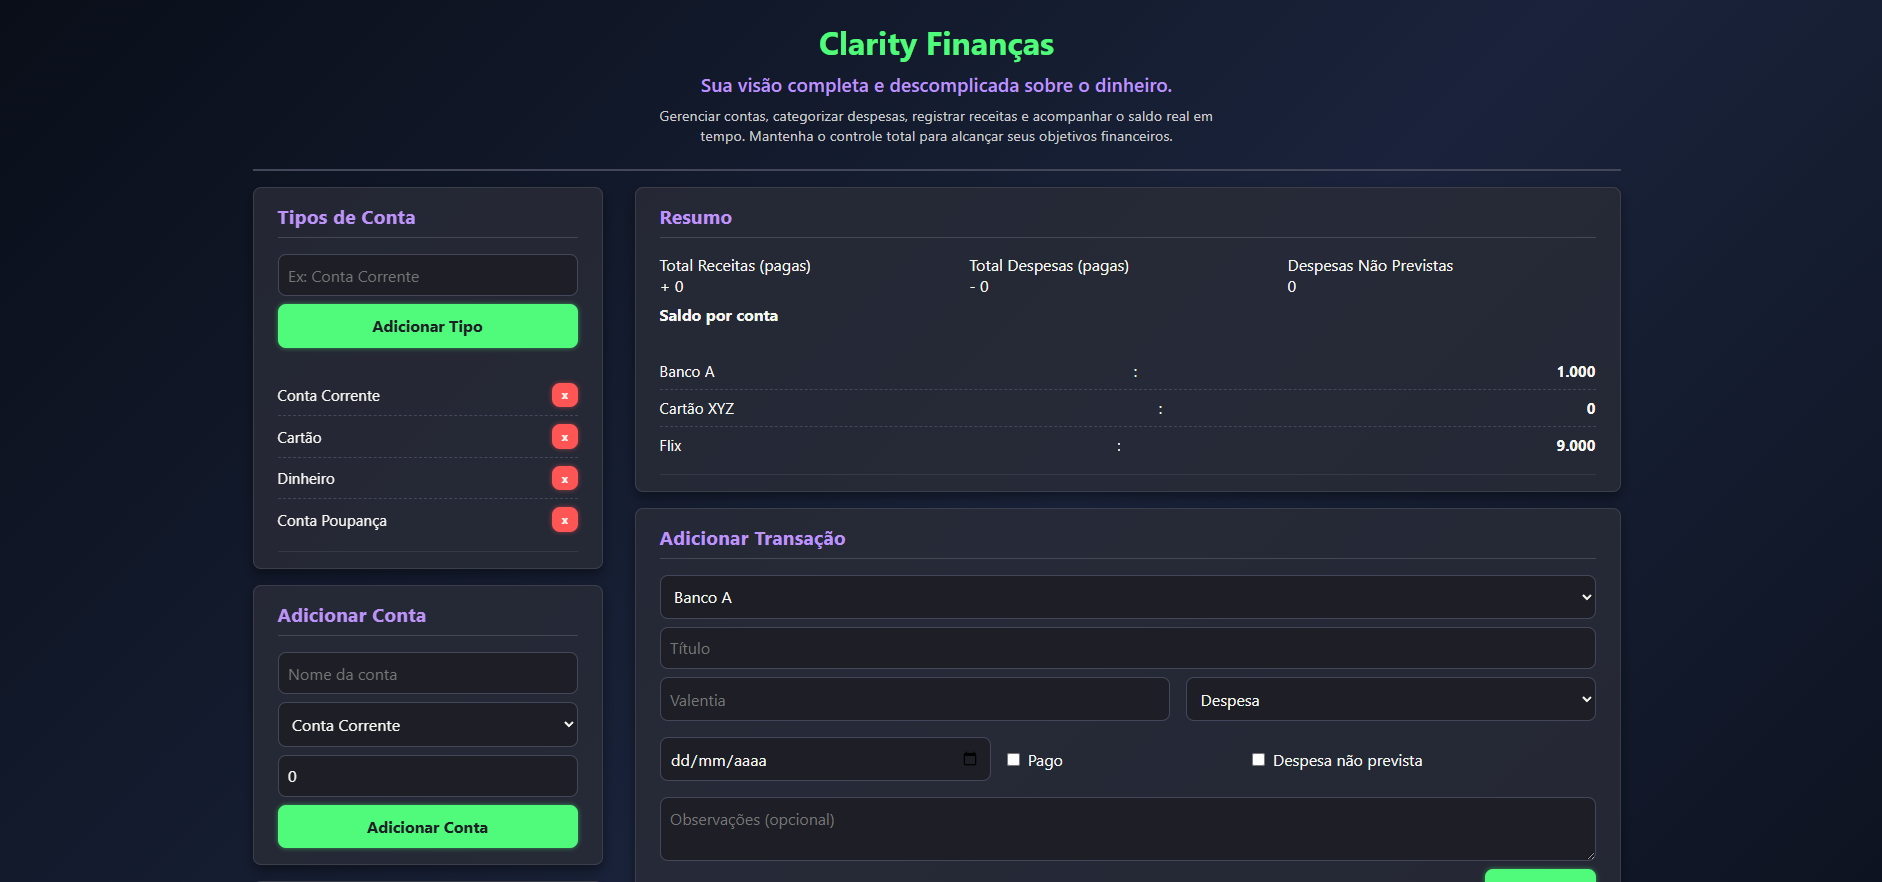 Clarity Finanças
Sua visão completa e descomplicada sobre o dinheiro.
Gerenciar contas, categorizar despesas, registrar receitas e acompanhar o saldo real em
tempo. Mantenha o controle total para alcançar seus objetivos financeiros.
Tipos de Conta
Ex: Conta Corrente
Adicionar Tipo
Conta Corrente x
Cartão x
Dinheiro x
Conta Poupança x
Adicionar Conta
Nome da conta
Conta Corrente
0
Adicionar Conta
Resumo
Total Receitas (pagas) Total Despesas (pagas) Despesas Não Previstas
+ 0 - 0 0
Saldo por conta
Banco A : 1.000
Cartão XYZ : 0
Flix : 9.000
Adicionar Transação
Banco A
Título
Valentia Despesa
dd/mm/aaaa Pago Despesa não prevista
Observações (opcional)